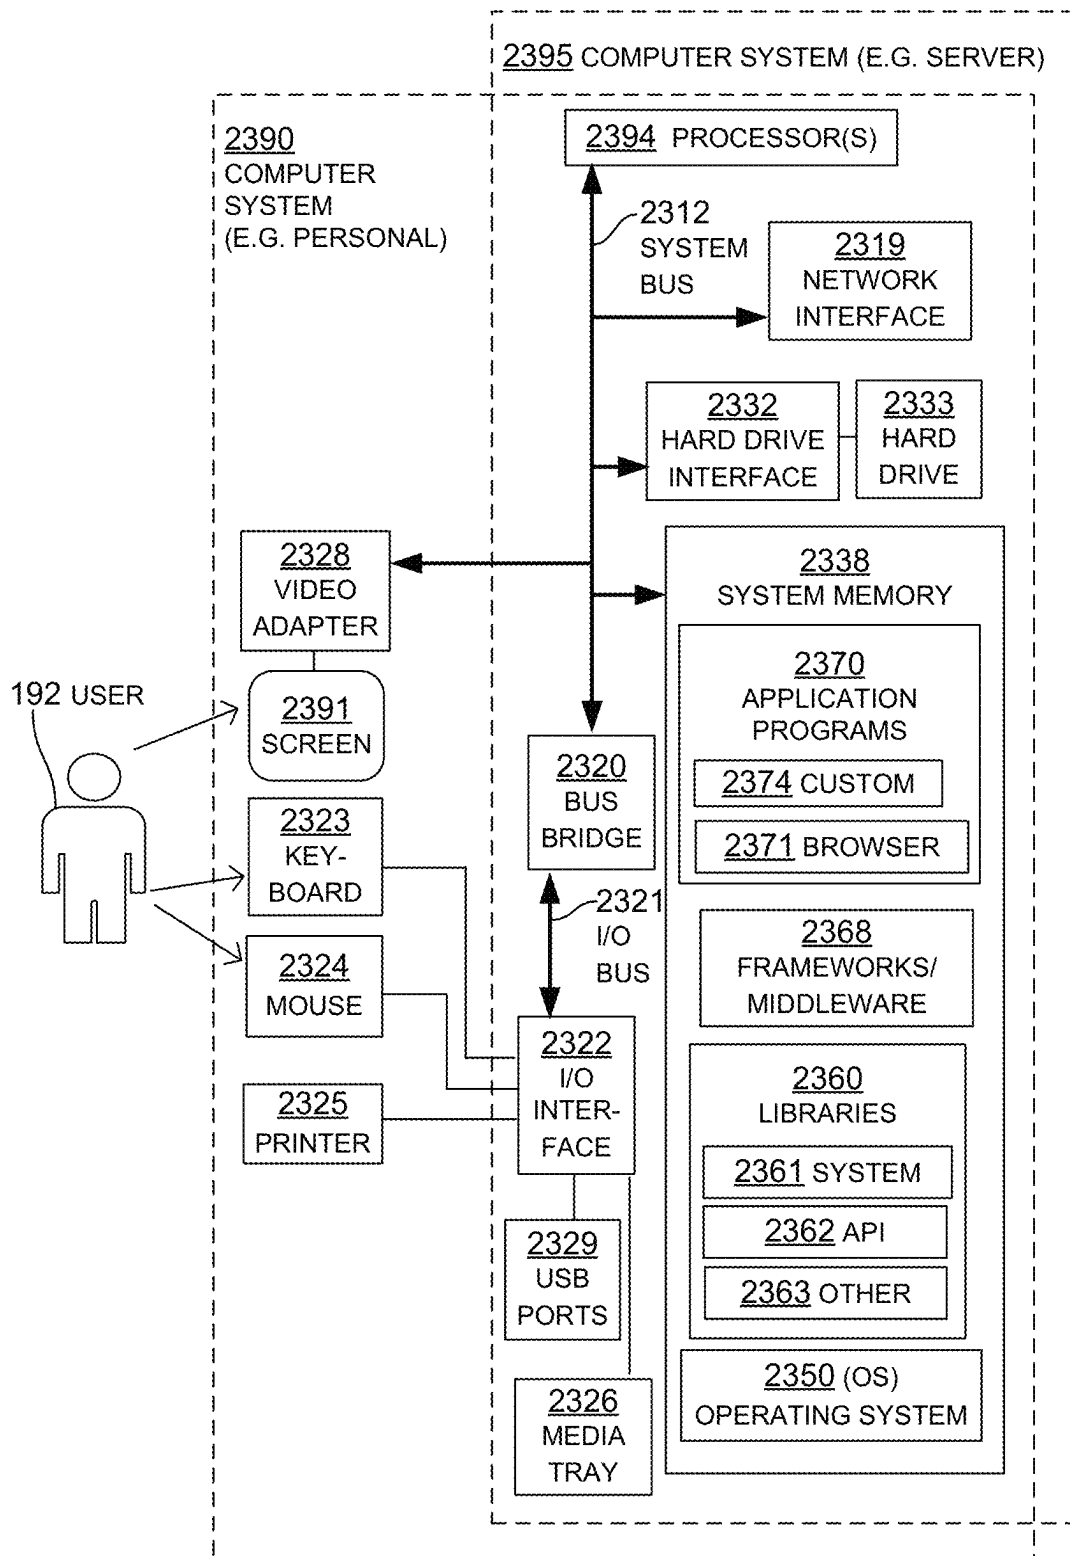 2395 COMPUTER SYSTEM (E.G. SERVER)
2390
COMPUTER
SYSTEM
(E.G. PERSONAL)
2394 PROCESSOR(S)
2312
SYSTEM
BUS
2319
NETWORK
INTERFACE
2332
HARD DRIVE
INTERFACE
2333
HARD
DRIVE
2328
VIDEO
ADAPTER
2338
SYSTEM MEMORY
192 USER
2391
SCREEN
2370
APPLICATION
PROGRAMS
2374 CUSTOM
2371 BROWSER
2320
BUS
BRIDGE
2323
KEY-
BOARD
2321
I/O
BUS
2324
MOUSE
2368
FRAMEWORKS/
MIDDLEWARE
2322
I/O
INTER-
FACE
2325
PRINTER
2360
LIBRARIES
2361 SYSTEM
2362 API
2363 OTHER
2329
USB
PORTS
2350 (OS)
OPERATING SYSTEM
2326
MEDIA
TRAY